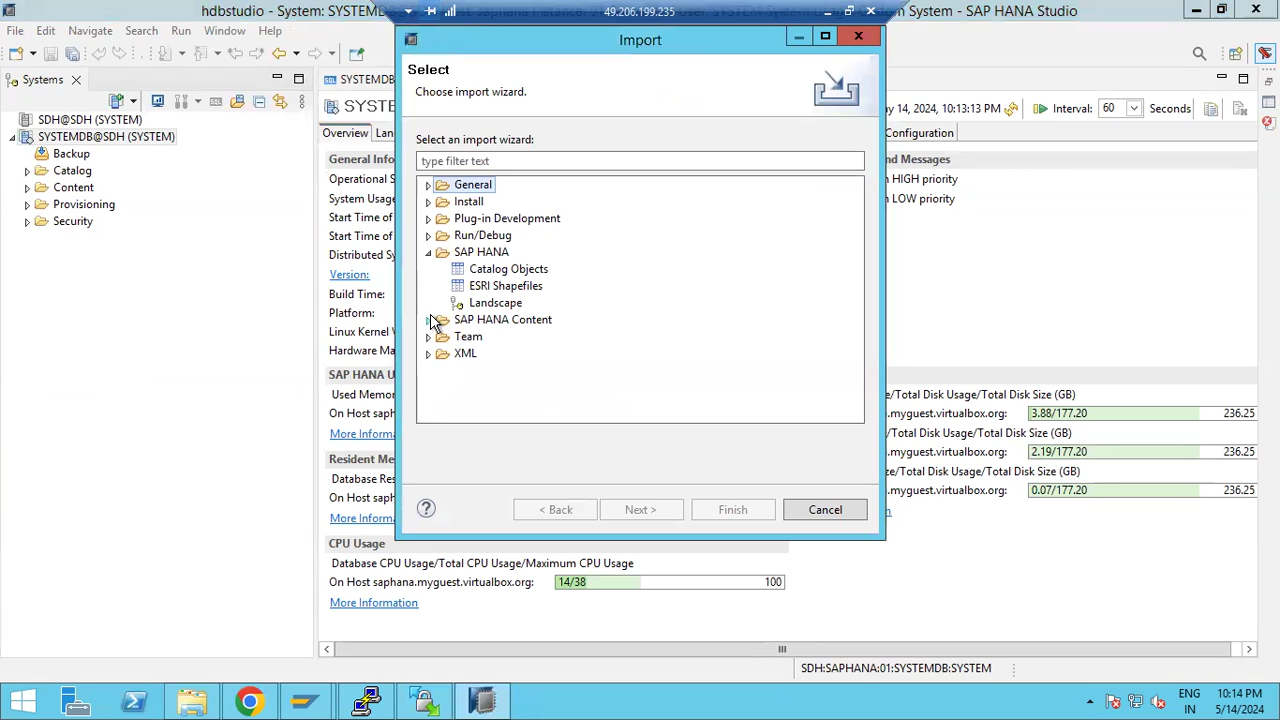 hdbstudio - System: SYSTEMDB@SDH
49.206.199.235
System - SAP HANA Studio
File Edit Navigate Search Run Window Help
Systems
SDH@SDH (SYSTEM)
SYSTEMDB@SDH (SYSTEM)
Backup
Catalog
Content
Provisioning
Security
SYSTEMDB
SYSTE
y 14, 2024, 10:13:13 PM
Interval: 60 Seconds
Overview Lan
Configuration
General Info
Operational S
System Usag
Start Time of
Start Time of
Distributed S
Version:
Build Time:
Platform:
Linux Kernel V
Hardware Ma
nd Messages
h HIGH priority
h LOW priority
SAP HANA U
Used Memor
On Host sap
More Informa
Resident Me
Database Res
On Host sap
More Informa
CPU Usage
Database CPU Usage/Total CPU Usage/Maximum CPU Usage
On Host saphana.myguest.virtualbox.org: 14/38 100
More Information
e/Total Disk Usage/Total Disk Size (GB)
.myguest.virtualbox.org: 3.88/177.20 236.25
Usage/Total Disk Usage/Total Disk Size (GB)
.myguest.virtualbox.org: 2.19/177.20 236.25
Usage/Total Disk Usage/Total Disk Size (GB)
.myguest.virtualbox.org: 0.07/177.20 236.25
n
Import
Select
Choose import wizard.
Select an import wizard:
type filter text
General
Install
Plug-in Development
Run/Debug
SAP HANA
Catalog Objects
ESRI Shapefiles
Landscape
SAP HANA Content
Team
XML
?
< Back Next > Finish Cancel
SDH:SAPHANA:01:SYSTEMDB:SYSTEM
ENG
IN
10:14 PM
5/14/2024